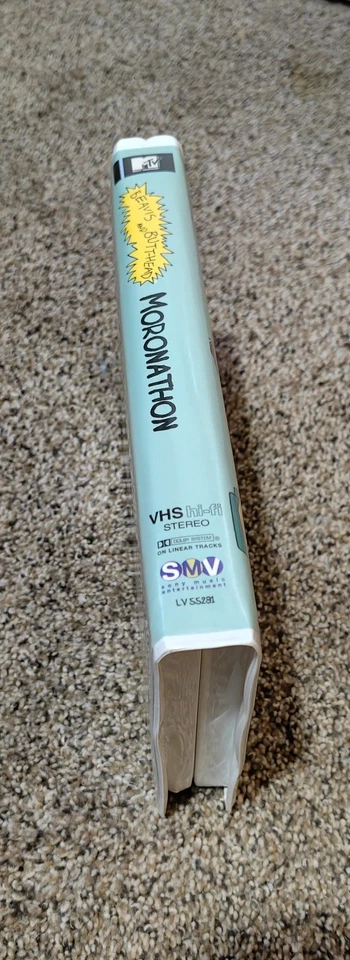 MTV
BEAVIS
AND
BUTT-HEAD
MORONATHON
VHS hi-fi
STEREO
DOLBY SYSTEM®
ON LINEAR TRACKS
SMV
sony music
entertainment
LV 55281